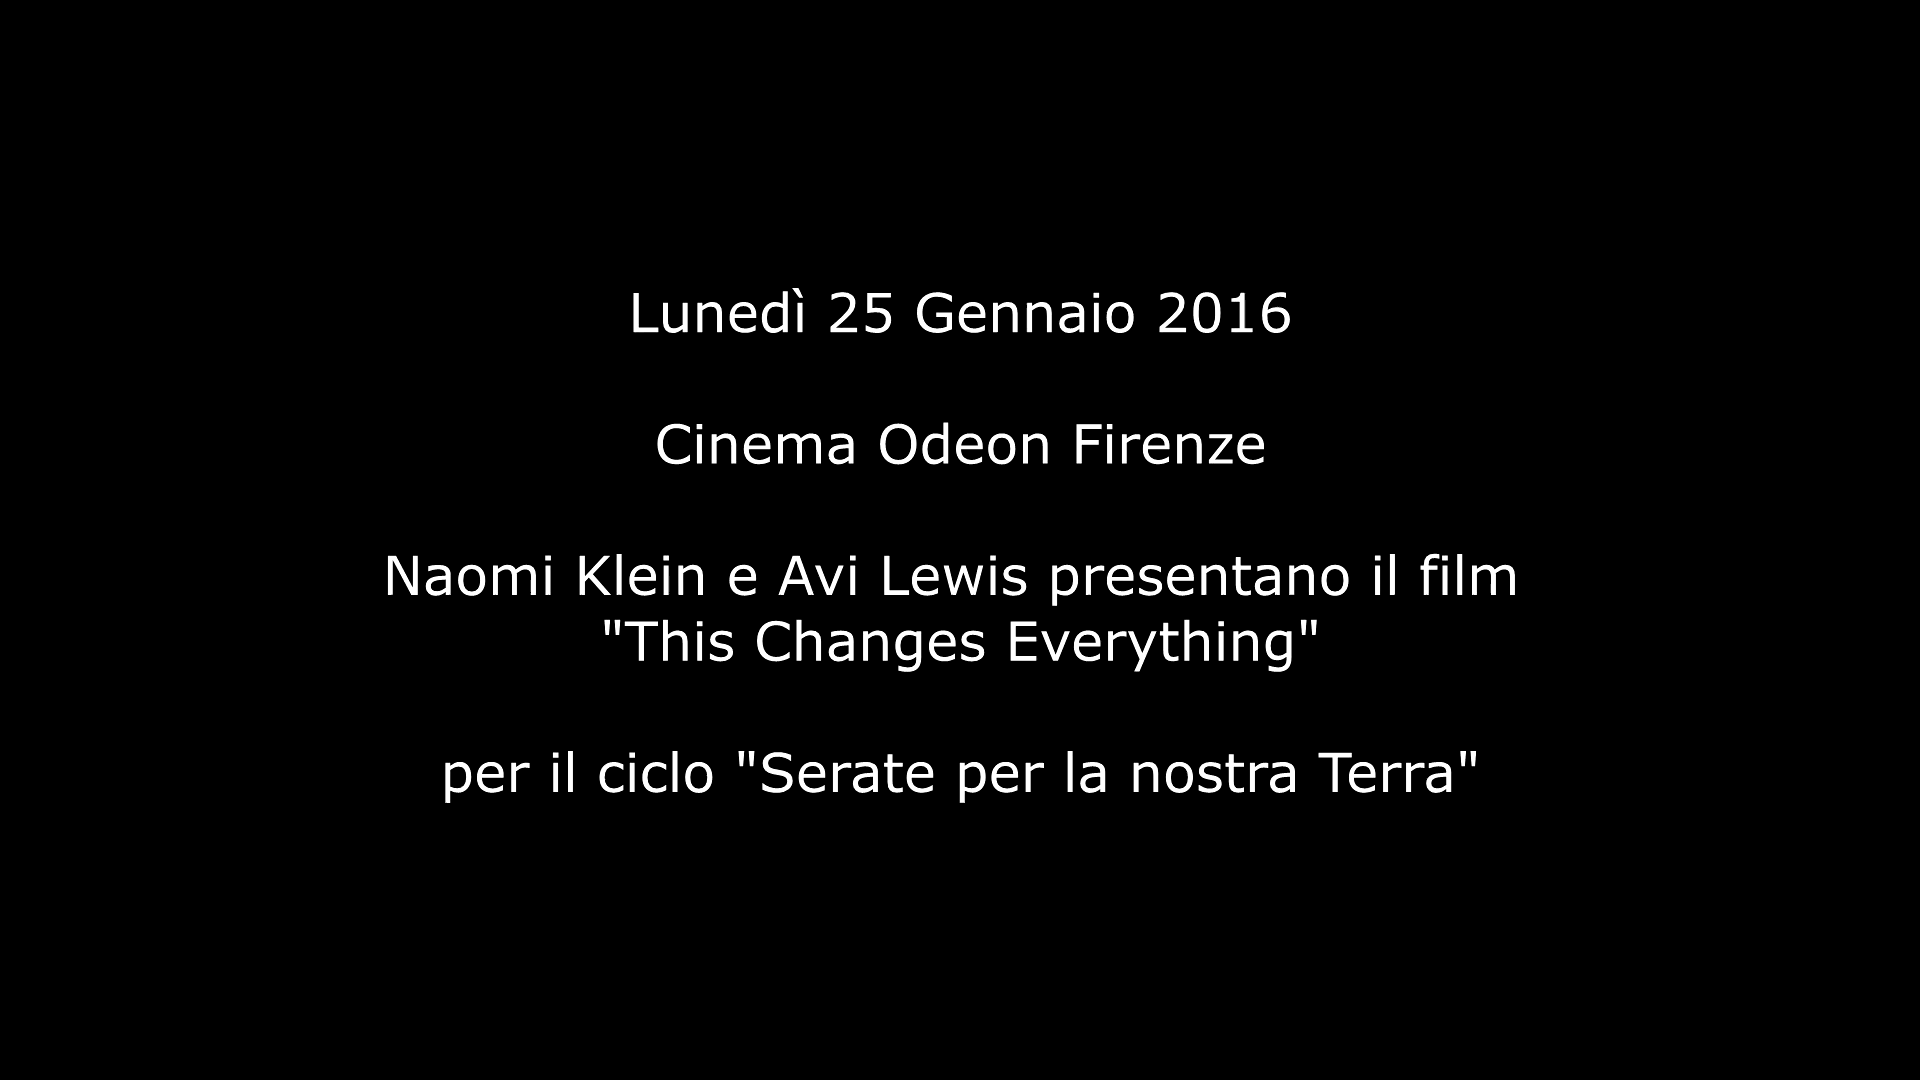 Lunedì 25 Gennaio 2016
Cinema Odeon Firenze
Naomi Klein e Avi Lewis presentano il film
"This Changes Everything"
per il ciclo "Serate per la nostra Terra"